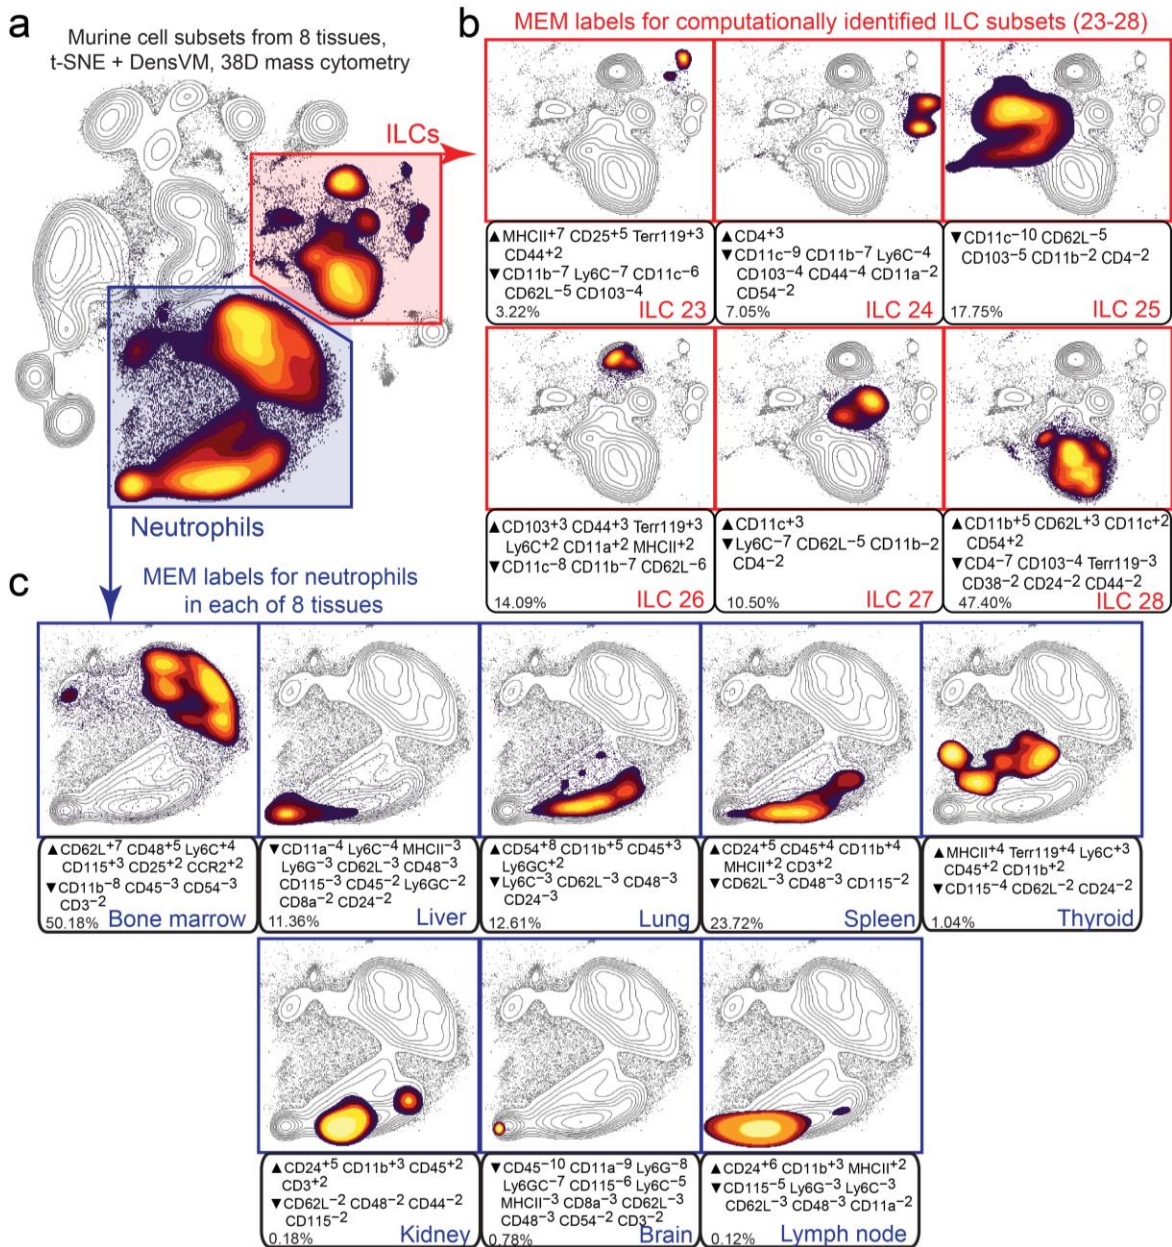 a
Murine cell subsets from 8 tissues,
t-SNE + DensVM, 38D mass cytometry
ILCs
Neutrophils
b
MEM labels for computationally identified ILC subsets (23-28)
▲MHCII+7 CD25+5 Terr119+3
CD44+2
▼CD11b−7 Ly6C−7 CD11c−6
CD62L−5 CD103−4
3.22% ILC 23
▲CD4+3
▼CD11c−9 CD11b−7 Ly6C−4
CD103−4 CD44−4 CD11a−2
CD54−2
7.05% ILC 24
▼CD11c−10 CD62L−5
CD103−5 CD11b−2 CD4−2
17.75% ILC 25
▲CD103+3 CD44+3 Terr119+3
Ly6C+2 CD11a+2 MHCII+2
▼CD11c−8 CD11b−7 CD62L−6
14.09% ILC 26
▲CD11c+3
▼Ly6C−7 CD62L−5 CD11b−2
CD4−2
10.50% ILC 27
▲CD11b+5 CD62L+3 CD11c+2
CD54+2
▼CD4−7 CD103−4 Terr119−3
CD38−2 CD24−2 CD44−2
47.40% ILC 28
c
MEM labels for neutrophils
in each of 8 tissues
▲CD62L+7 CD48+5 Ly6C+4
CD115+3 CD25+2 CCR2+2
▼CD11b−8 CD45−3 CD54−3
CD3−2
50.18% Bone marrow
▼CD11a−4 Ly6C−4 MHCII−3
Ly6G−3 CD62L−3 CD48−3
CD115−3 CD45−2 Ly6GC−2
CD8a−2 CD24−2
11.36% Liver
▲CD54+8 CD11b+5 CD45+3
Ly6GC+2
▼Ly6C−3 CD62L−3 CD48−3
CD24−3
12.61% Lung
▲CD24+5 CD45+4 CD11b+4
MHCII+2 CD3+2
▼CD62L−3 CD48−3 CD115−2
23.72% Spleen
▲MHCII+4 Terr119+4 Ly6C+3
CD45+2 CD11b+2
▼CD115−4 CD62L−2 CD24−2
1.04% Thyroid
▲CD24+5 CD11b+3 CD45+2
CD3+2
▼CD62L−2 CD48−2 CD44−2
CD115−2
0.18% Kidney
▼CD45−10 CD11a−9 Ly6G−8
Ly6GC−7 CD115−6 Ly6C−5
MHCII−3 CD8a−3 CD62L−3
CD48−3 CD54−2 CD3−2
0.78% Brain
▲CD24+6 CD11b+3 MHCII+2
▼CD115−5 Ly6G−3 Ly6C−3
CD62L−3 CD48−3 CD11a−2
0.12% Lymph node